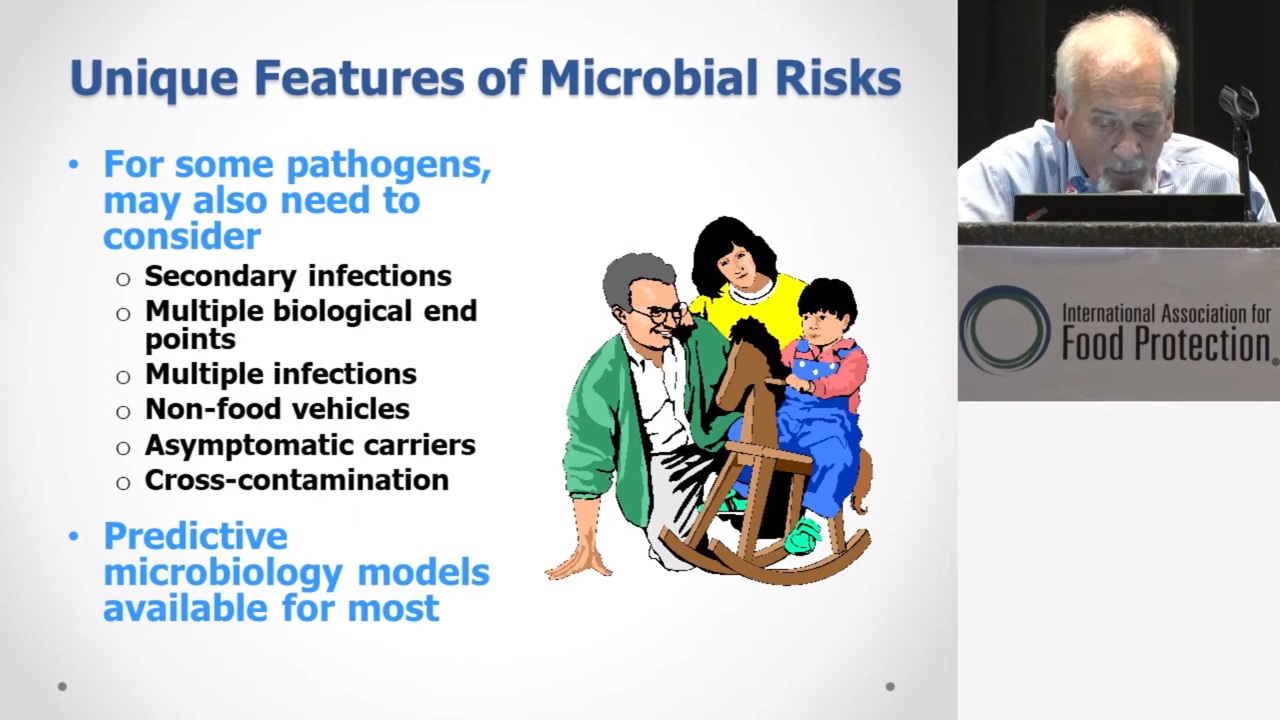 Unique Features of Microbial Risks
• For some pathogens,
may also need to
consider
o Secondary infections
o Multiple biological end
points
o Multiple infections
o Non-food vehicles
o Asymptomatic carriers
o Cross-contamination
• Predictive
microbiology models
available for most
International Association for
Food Protection®